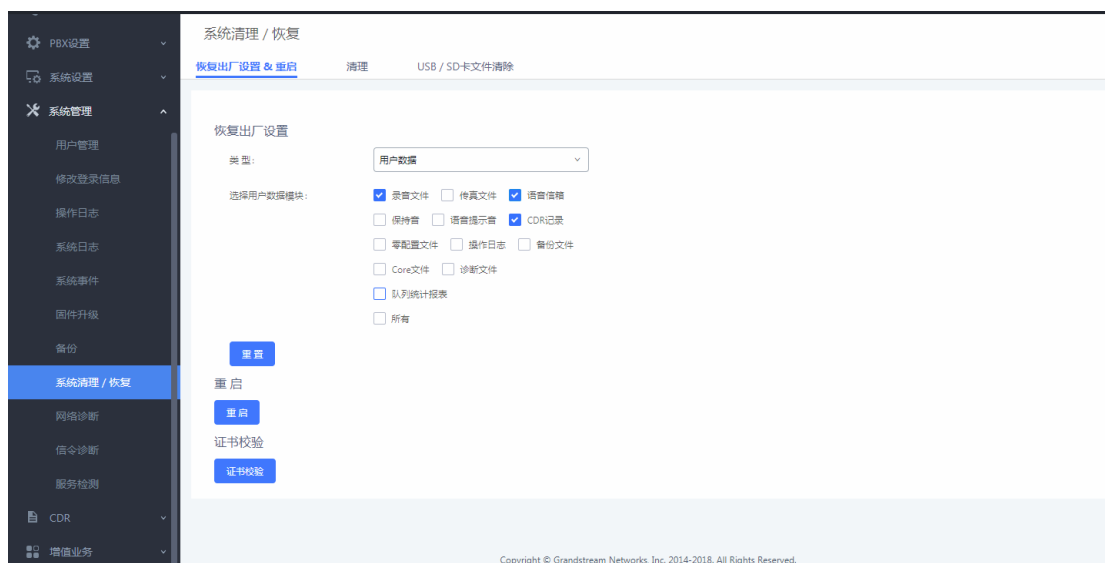 PBX设置
系统设置
系统管理
用户管理
修改登录信息
操作日志
系统日志
系统事件
固件升级
备份
系统清理 / 恢复
网络诊断
信令诊断
服务检测
CDR
增值业务
系统清理 / 恢复
恢复出厂设置 & 重启 清理 USB / SD卡文件清除
恢复出厂设置
类型: 用户数据
选择用户数据模块: 录音文件 传真文件 语音信箱
保持音 语音提示音 CDR记录
零配置文件 操作日志 备份文件
Core文件 诊断文件
队列统计报表
所有
重置
重启
重启
证书校验
证书校验
Copyright © Grandstream Networks, Inc. 2014-2018. All Rights Reserved.